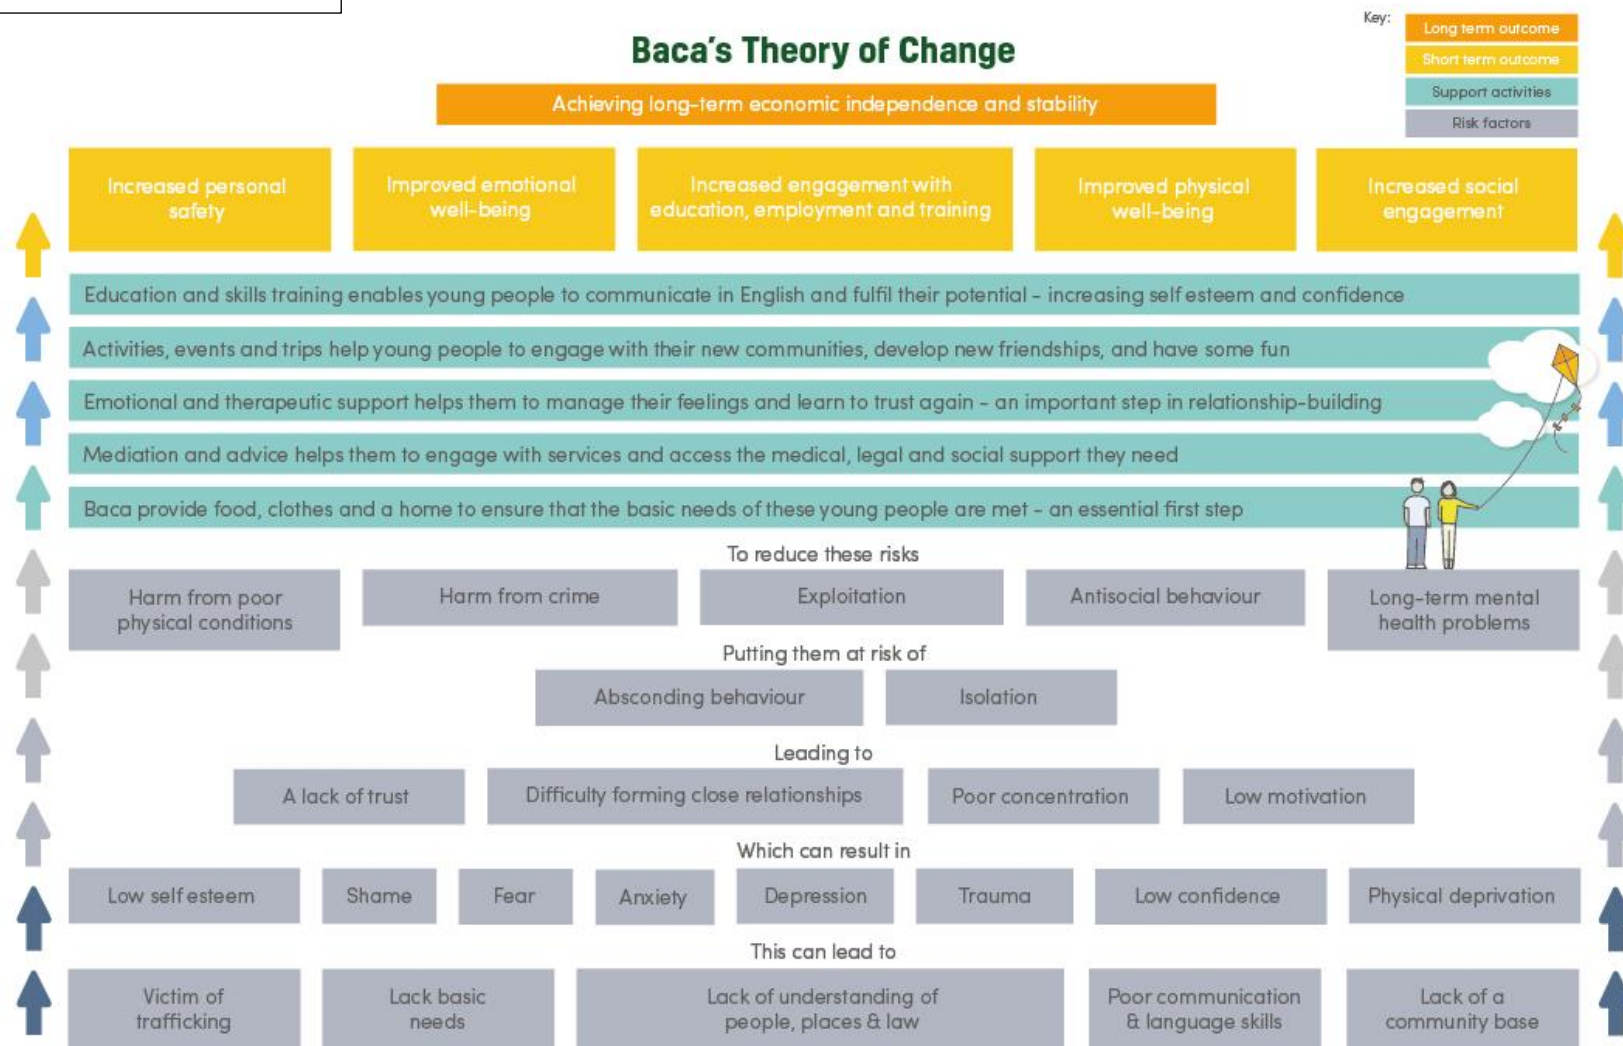 Key:
Long term outcome
Short term outcome
Support activities
Risk factors
Baca's Theory of Change
Achieving long-term economic independence and stability
Increased personal
safety
Improved emotional
well-being
Increased engagement with
education, employment and training
Improved physical
well-being
Increased social
engagement
Education and skills training enables young people to communicate in English and fulfil their potential - increasing self esteem and confidence
Activities, events and trips help young people to engage with their new communities, develop new friendships, and have some fun
Emotional and therapeutic support helps them to manage their feelings and learn to trust again - an important step in relationship-building
Mediation and advice helps them to engage with services and access the medical, legal and social support they need
Baca provide food, clothes and a home to ensure that the basic needs of these young people are met - an essential first step
To reduce these risks
Harm from poor
physical conditions
Harm from crime
Exploitation
Antisocial behaviour
Long-term mental
health problems
Putting them at risk of
Absconding behaviour
Isolation
Leading to
A lack of trust
Difficulty forming close relationships
Poor concentration
Low motivation
Which can result in
Low self esteem
Shame
Fear
Anxiety
Depression
Trauma
Low confidence
Physical deprivation
This can lead to
Victim of
trafficking
Lack basic
needs
Lack of understanding of
people, places & law
Poor communication
& language skills
Lack of a
community base